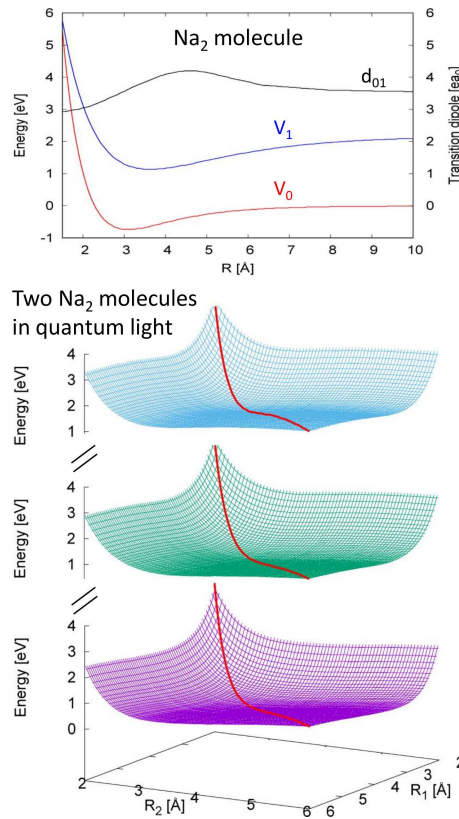 Na₂ molecule
d₀₁
V₁
V₀
Energy [eV]
6
5
4
3
2
1
0
-1
Transition dipole [ea₀]
6
5
4
3
2
1
0
2 3 4 5 6 7 8 9 10
R [Å]
Two Na₂ molecules
in quantum light
Energy [eV]
4
3
2
1
Energy [eV]
4
3
2
1
Energy [eV]
4
3
2
1
0
2 3 4 5 6
R₂ [Å]
6 5 4 3 2
R₁ [Å]